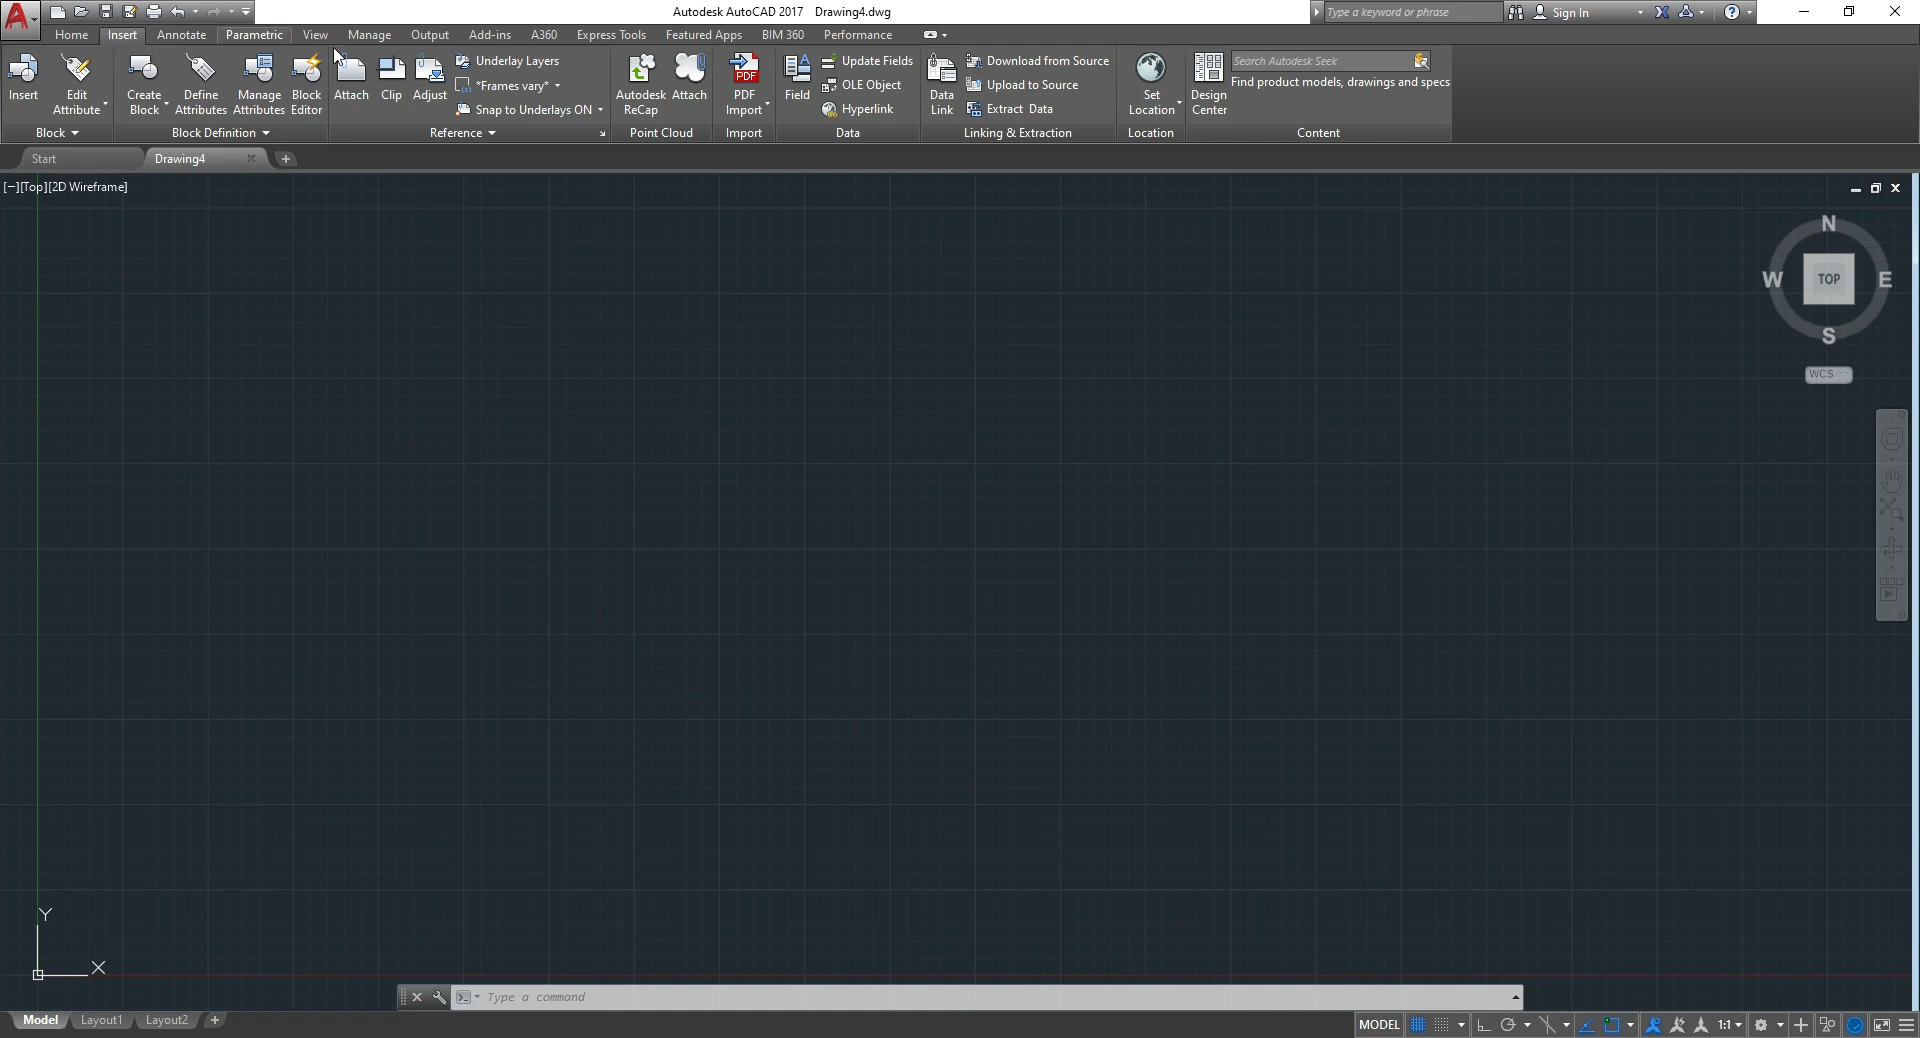 Autodesk AutoCAD 2017 Drawing4.dwg
Type a keyword or phrase
Sign In
Home Insert Annotate Parametric View Manage Output Add-ins A360 Express Tools Featured Apps BIM 360 Performance
Insert
Edit
Attribute
Block
Create
Block
Define
Attributes
Manage
Attributes
Block
Editor
Block Definition
Attach
Clip
Adjust
Underlay Layers
*Frames vary*
Snap to Underlays ON
Reference
Autodesk
ReCap
Attach
Point Cloud
PDF
PDF
Import
Import
Field
Update Fields
OLE Object
Hyperlink
Data
Data
Link
Download from Source
Upload to Source
Extract Data
Linking & Extraction
Set
Location
Location
Design
Center
Search Autodesk Seek
Find product models, drawings and specs
Content
Start Drawing4
[−][Top][2D Wireframe]
N
W TOP E
S
WCS
Y
X
Type a command
Model Layout1 Layout2
MODEL 1:1